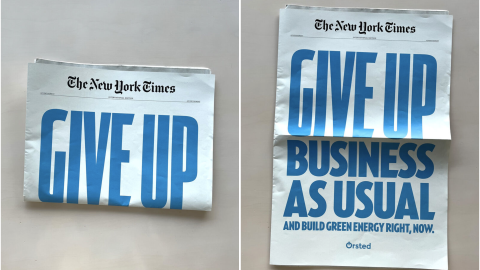 The New York Times
GIVE UP
The New York Times
GIVE UP
BUSINESS
AS USUAL
AND BUILD GREEN ENERGY RIGHT, NOW.
Ørsted